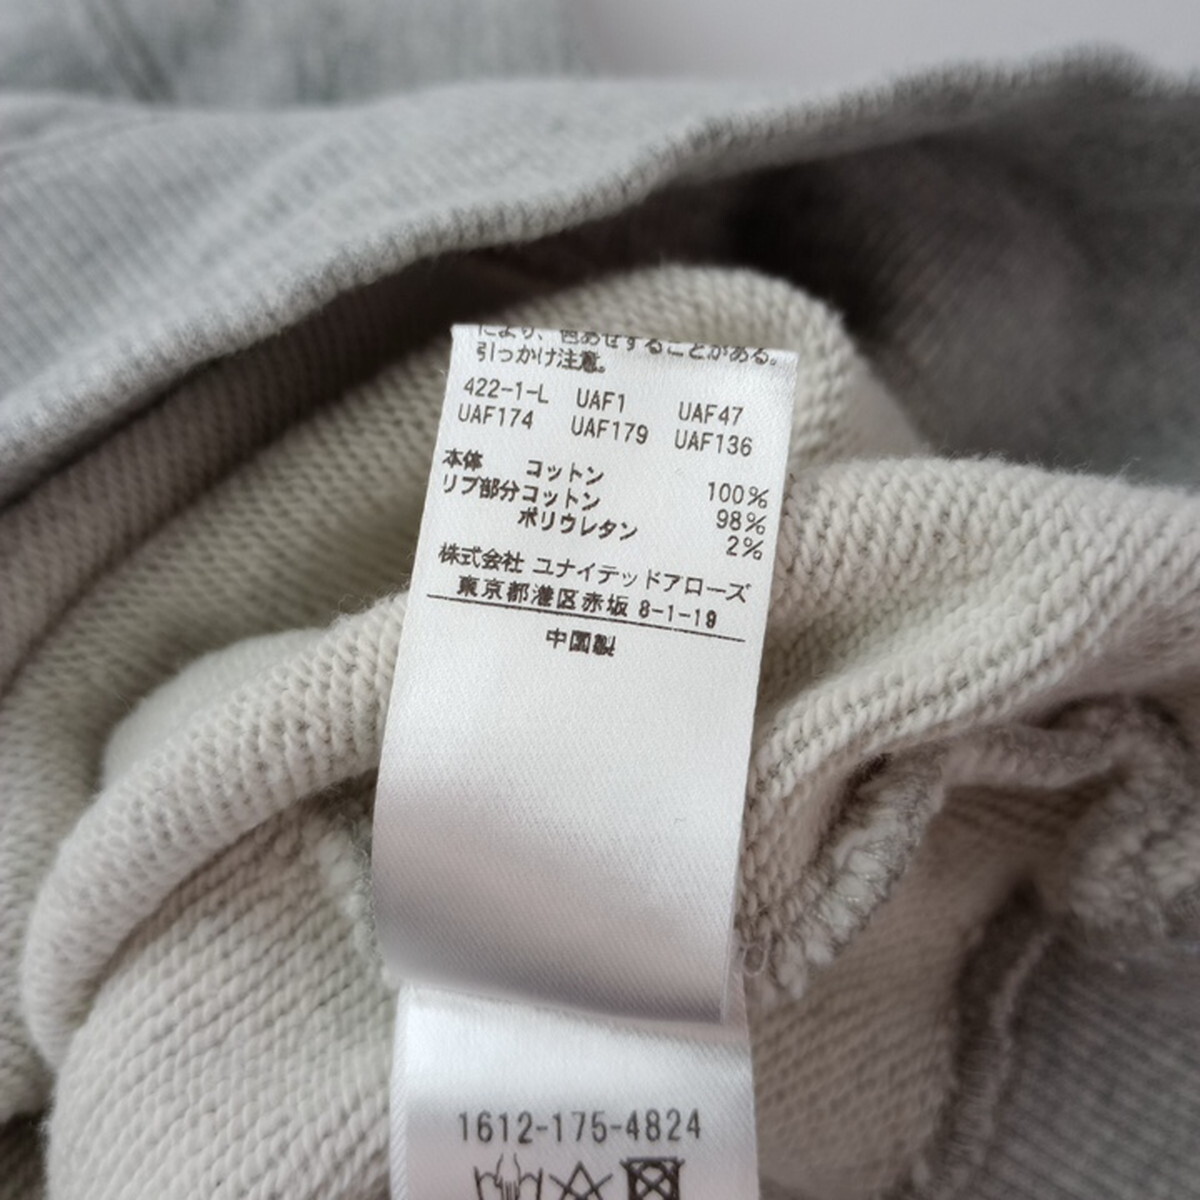 により、色あせすることがある。
引っかけ注意。
422-1-L UAF1 UAF47
UAF174 UAF179 UAF136
本体 コットン 100%
リブ部分コットン 98%
ポリウレタン 2%
株式会社 ユナイテッドアローズ
東京都港区赤坂 8-1-19
中国製
1612-175-4824